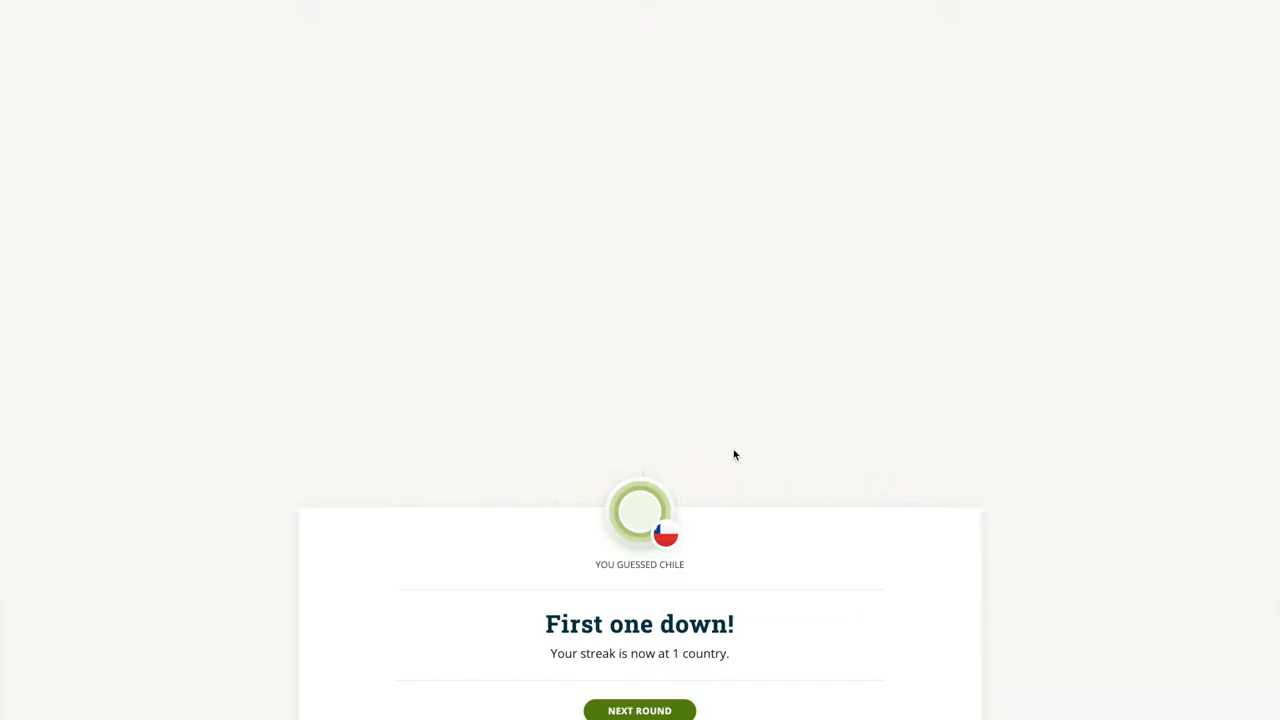 YOU GUESSED CHILE
First one down!
Your streak is now at 1 country.
NEXT ROUND